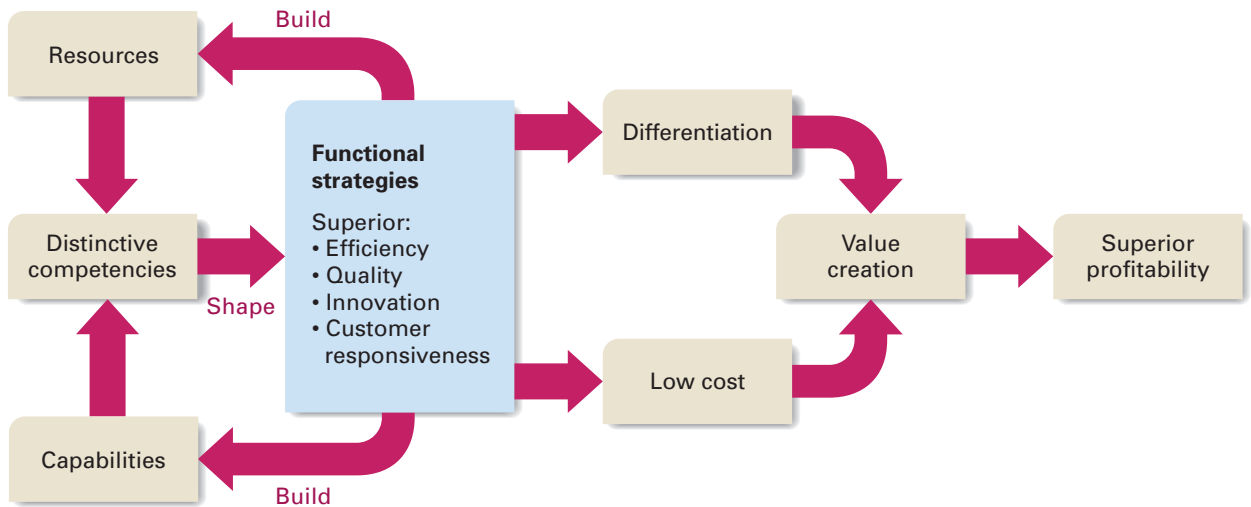 Build
Resources
Distinctive
competencies
Shape
Capabilities
Build
Functional
strategies
Superior:
• Efficiency
• Quality
• Innovation
• Customer
responsiveness
Differentiation
Low cost
Value
creation
Superior
profitability